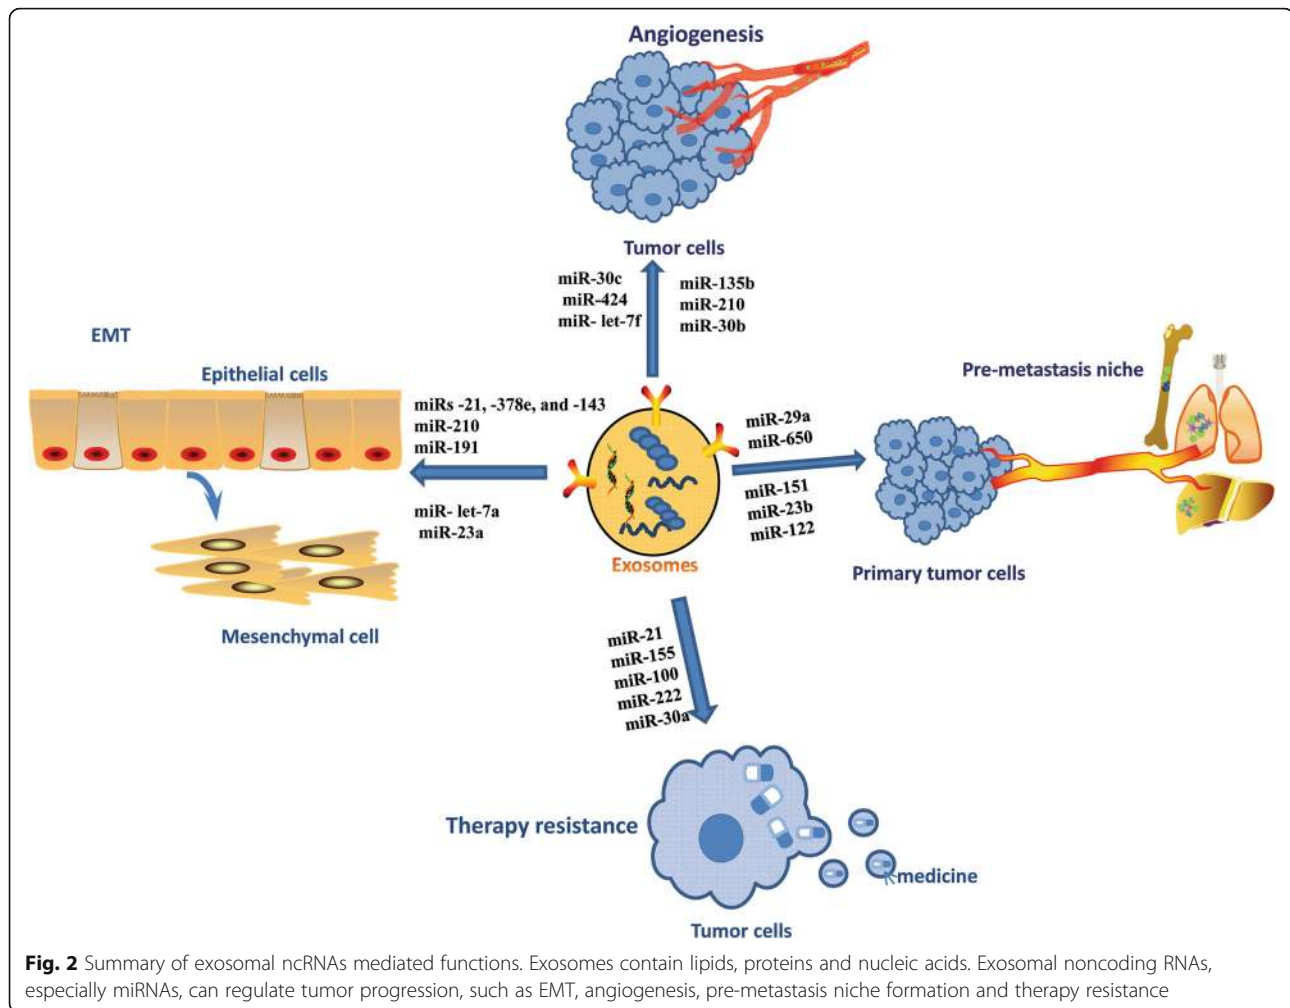 Angiogenesis
Tumor cells
miR-30c
miR-424
miR- let-7f
miR-135b
miR-210
miR-30b
EMT
Epithelial cells
miRs -21, -378e, and -143
miR-210
miR-191
miR- let-7a
miR-23a
Mesenchymal cell
Exosomes
miR-29a
miR-650
miR-151
miR-23b
miR-122
Pre-metastasis niche
Primary tumor cells
miR-21
miR-155
miR-100
miR-222
miR-30a
Therapy resistance
medicine
Tumor cells
Fig. 2 Summary of exosomal ncRNAs mediated functions. Exosomes contain lipids, proteins and nucleic acids. Exosomal noncoding RNAs,
especially miRNAs, can regulate tumor progression, such as EMT, angiogenesis, pre-metastasis niche formation and therapy resistance